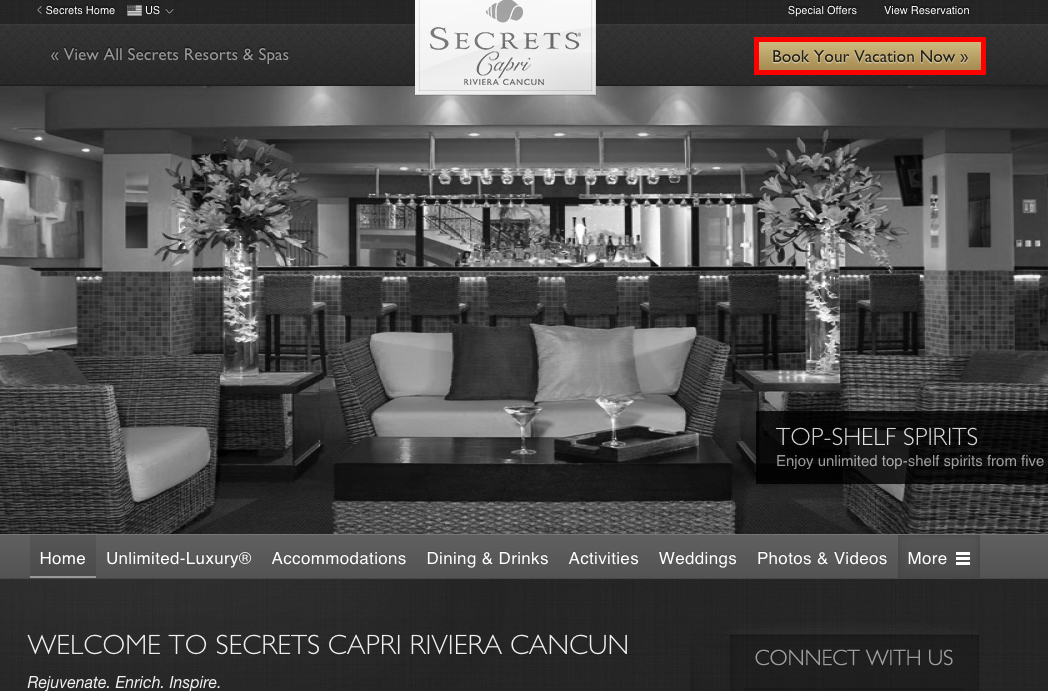 Secrets Home
US
Special Offers
View Reservation
« View All Secrets Resorts & Spas
SECRETS®
Capri
RIVIERA CANCUN
Book Your Vacation Now »
TOP-SHELF SPIRITS
Enjoy unlimited top-shelf spirits from five
Home
Unlimited-Luxury®
Accommodations
Dining & Drinks
Activities
Weddings
Photos & Videos
More
WELCOME TO SECRETS CAPRI RIVIERA CANCUN
CONNECT WITH US
Rejuvenate. Enrich. Inspire.